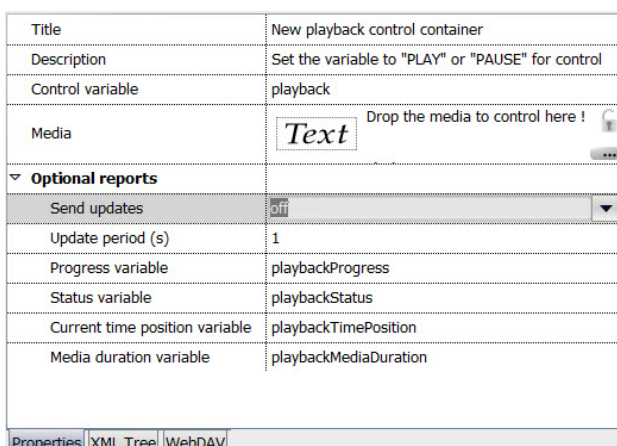 Title New playback control container
Description Set the variable to "PLAY" or "PAUSE" for control
Control variable playback
Media Text Drop the media to control here !
Optional reports
Send updates off
Update period (s) 1
Progress variable playbackProgress
Status variable playbackStatus
Current time position variable playbackTimePosition
Media duration variable playbackMediaDuration
Properties XML Tree WebDAV